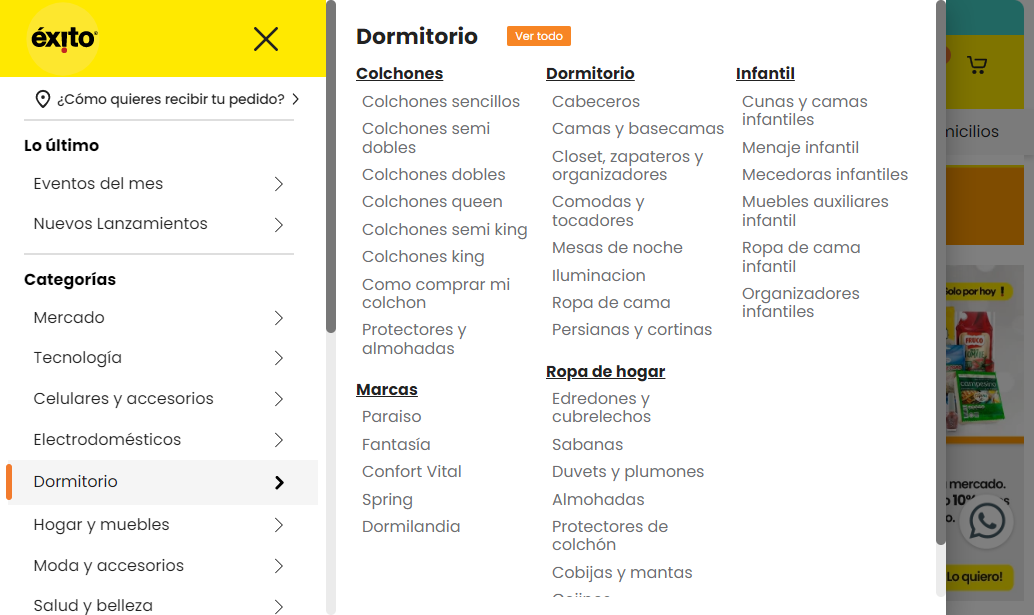 éxito
¿Cómo quieres recibir tu pedido?
Lo último
Eventos del mes
Nuevos Lanzamientos
Categorías
Mercado
Tecnología
Celulares y accesorios
Electrodomésticos
Dormitorio
Hogar y muebles
Moda y accesorios
Salud y belleza
Dormitorio
Ver todo
Colchones
Colchones sencillos
Colchones semi
dobles
Colchones dobles
Colchones queen
Colchones semi king
Colchones king
Como comprar mi
colchon
Protectores y
almohadas
Marcas
Paraiso
Fantasía
Confort Vital
Spring
Dormilandia
Dormitorio
Cabeceros
Camas y basecamas
Closet, zapateros y
organizadores
Comodas y
tocadores
Mesas de noche
Iluminacion
Ropa de cama
Persianas y cortinas
Ropa de hogar
Edredones y
cubrelechos
Sabanas
Duvets y plumones
Almohadas
Protectores de
colchón
Cobijas y mantas
Infantil
Cunas y camas
infantiles
Menaje infantil
Mecedoras infantiles
Muebles auxiliares
infantil
Ropa de cama
infantil
Organizadores
infantiles
micilios
Solo por hoy !
mercado.
10%
o.
Lo quiero!